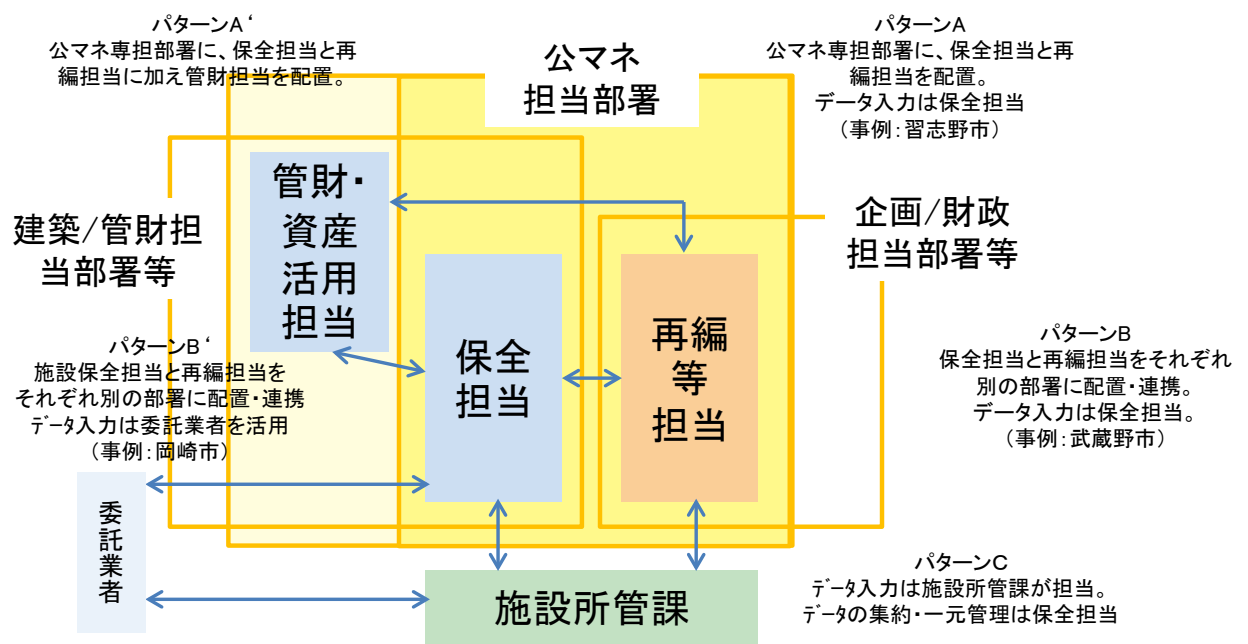 パターンA‘
公マネ専担部署に、保全担当と再
編担当に加え管財担当を配置。
公マネ
担当部署
パターンA
公マネ専担部署に、保全担当と再
編担当を配置。
データ入力は保全担当
（事例：習志野市）
管財・
資産
活用
担当
建築/管財担
当部署等
企画/財政
担当部署等
保全
担当
再編
等
担当
パターンB‘
施設保全担当と再編担当を
それぞれ別の部署に配置・連携
ﾃﾞｰﾀ入力は委託業者を活用
（事例：岡崎市）
パターンB
保全担当と再編担当をそれぞれ
別の部署に配置・連携。
データ入力は保全担当。
（事例：武蔵野市）
委
託
業
者
施設所管課
パターンC
ﾃﾞｰﾀ入力は施設所管課が担当。
ﾃﾞｰﾀの集約・一元管理は保全担当